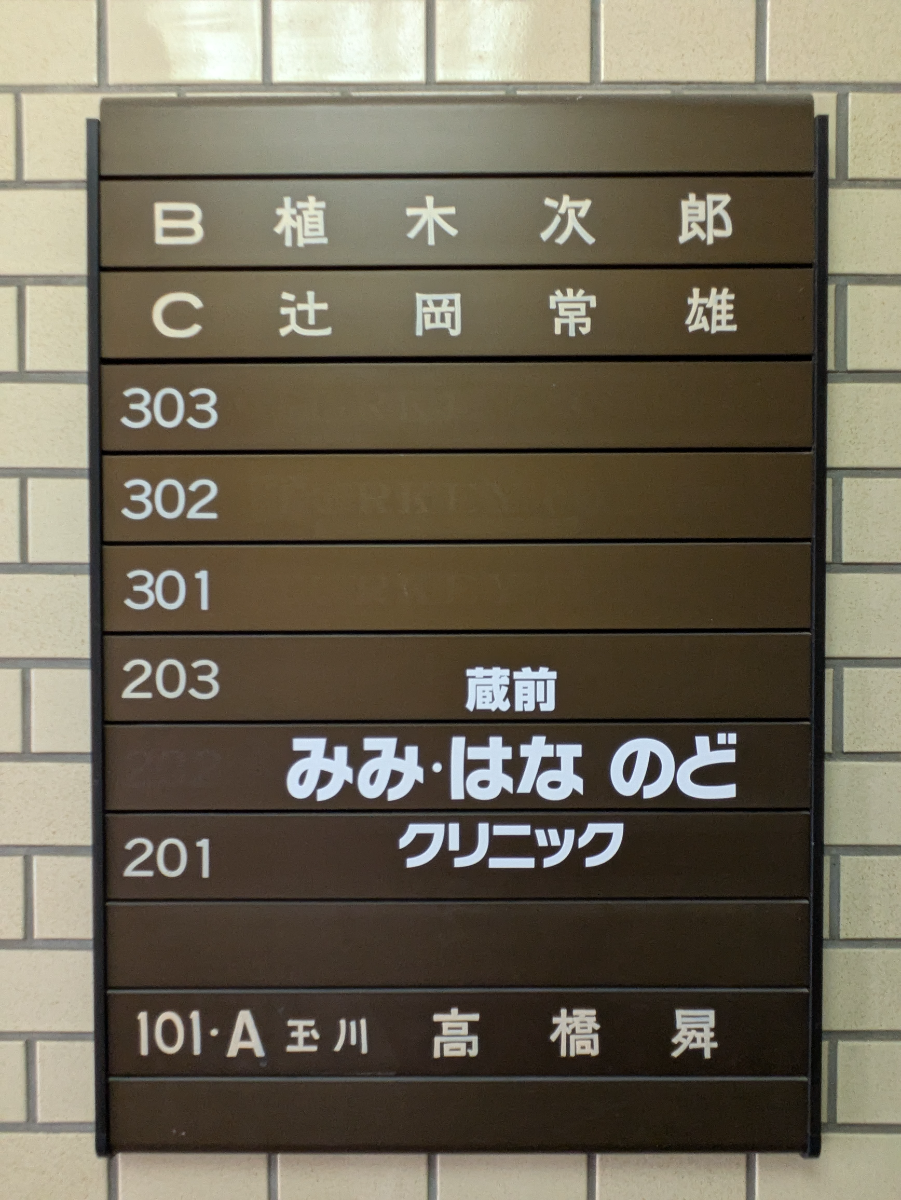 B 植木次郎
C 辻岡常雄
303
302
301
203 蔵前
みみ・はな のど
201 クリニック
101・A 玉川 高橋昇